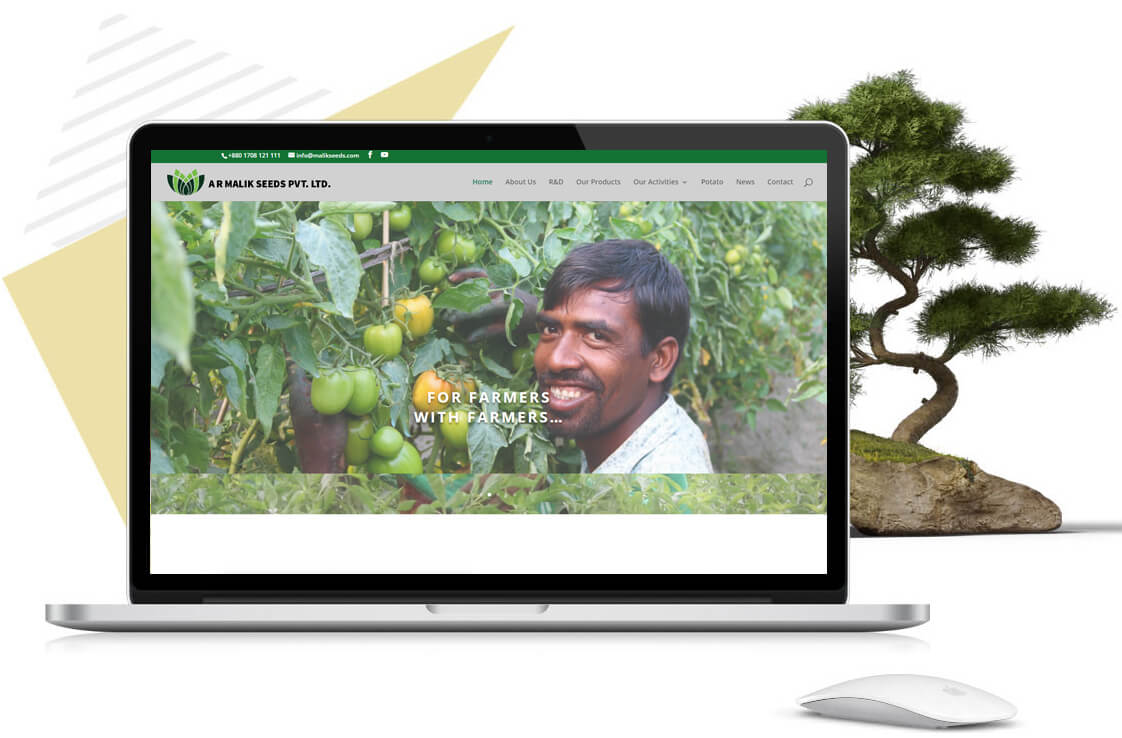 +880 1708 121 111 info@malikseeds.com
A R MALIK SEEDS PVT. LTD.
Home About Us R&D Our Products Our Activities Potato News Contact
FOR FARMERS
WITH FARMERS...